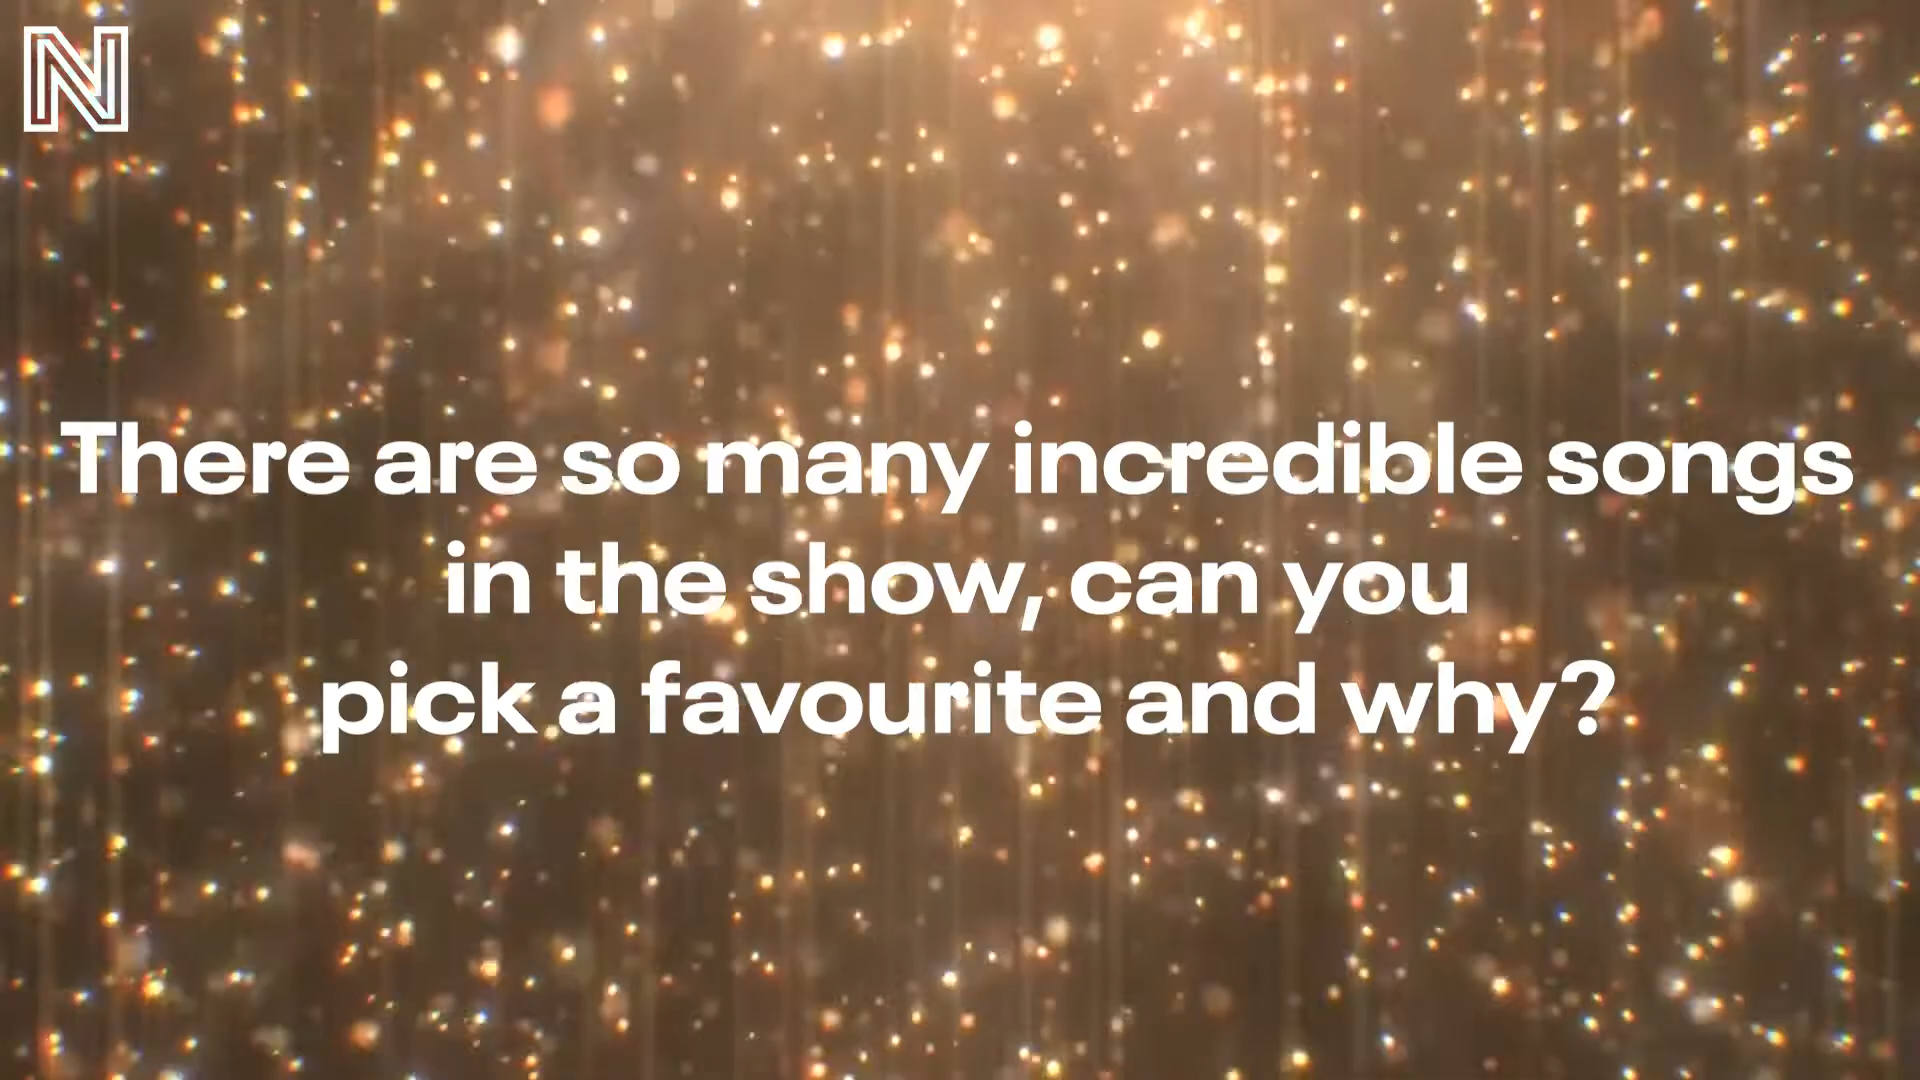 N
There are so many incredible songs
in the show, can you
pick a favourite and why?